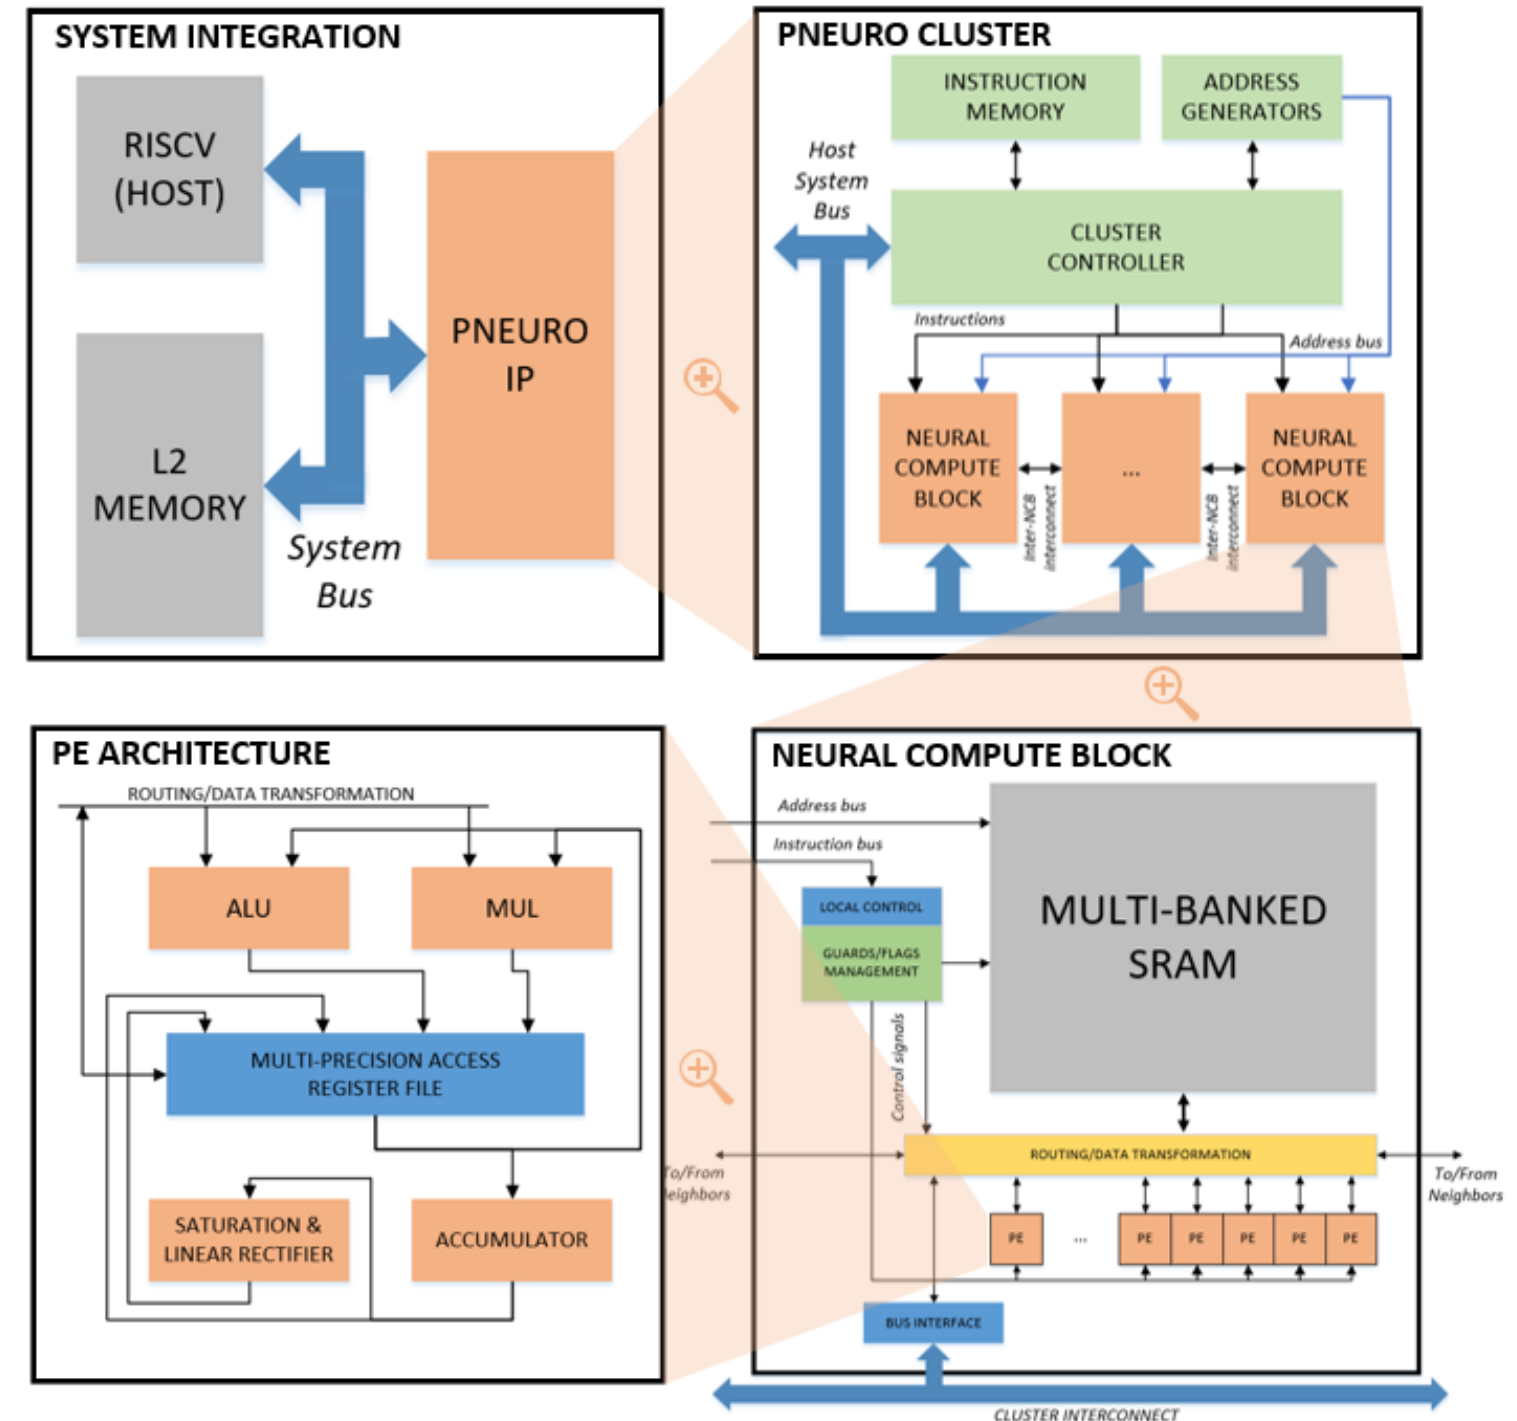 SYSTEM INTEGRATION
RISCV
(HOST)
L2
MEMORY
System
Bus
PNEURO
IP
PNEURO CLUSTER
INSTRUCTION
MEMORY
ADDRESS
GENERATORS
Host
System
Bus
CLUSTER
CONTROLLER
Instructions
Address bus
NEURAL
COMPUTE
BLOCK
...
NEURAL
COMPUTE
BLOCK
Inter-NCB
interconnect
Inter-NCB
interconnect
PE ARCHITECTURE
ROUTING/DATA TRANSFORMATION
ALU
MUL
MULTI-PRECISION ACCESS
REGISTER FILE
SATURATION &
LINEAR RECTIFIER
ACCUMULATOR
NEURAL COMPUTE BLOCK
Address bus
Instruction bus
LOCAL CONTROL
GUARDS/FLAGS
MANAGEMENT
MULTI-BANKED
SRAM
Control signals
ROUTING/DATA TRANSFORMATION
To/From
Neighbors
To/From
Neighbors
PE ... PE PE PE PE PE
BUS INTERFACE
CLUSTER INTERCONNECT